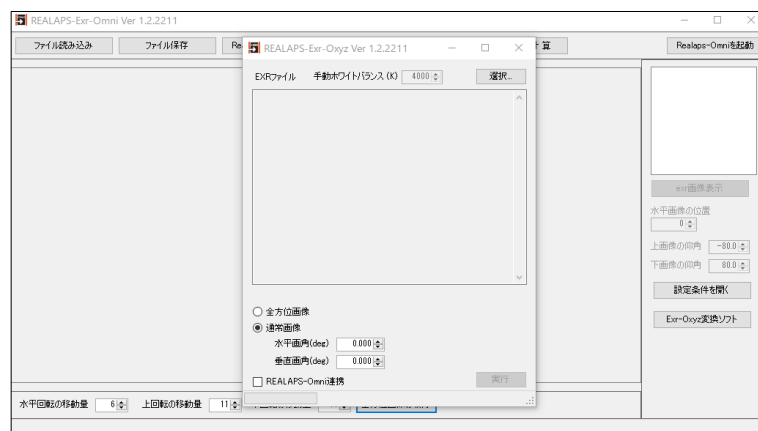 REALAPS-Exr-Omni Ver 1.2.2211
ファイル読み込み ファイル保存 Re 計算 Realaps-Omniを起動
REALAPS-Exr-Oxyz Ver 1.2.2211
EXRファイル 手動ホワイトバランス (K) 4000 選択...
exr画像表示
水平画像の位置
0
上画像の仰角 -80.0
下画像の仰角 80.0
設定条件を開く
Exr-Oxyz変換ソフト
全方位画像
通常画像
水平画角(deg) 0.000
垂直画角(deg) 0.000
REALAPS-Omni連携 実行
水平回転の移動量 6 上回転の移動量 11